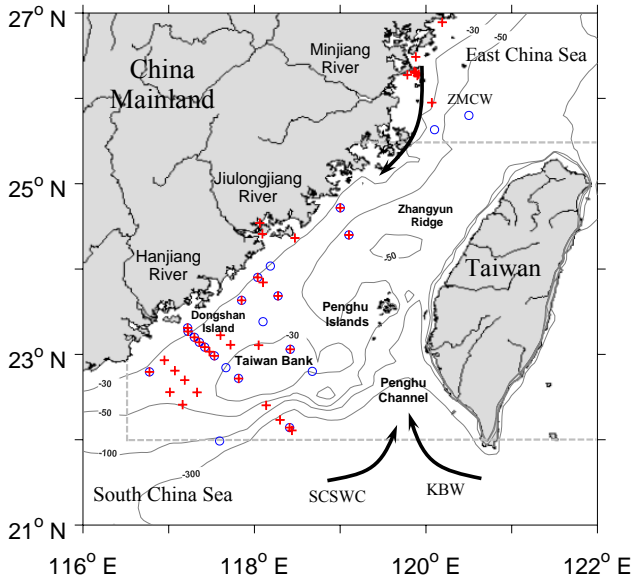 27° N
-30
-50
Minjiang
River
East China Sea
China
Mainland
ZMCW
25° N
Jiulongjiang
River
Zhangyun
Ridge
-50
Hanjiang
River
Taiwan
Dongshan
Island
Penghu
Islands
-30
23° N
Taiwan Bank
-30
Penghu
Channel
-50
-100
-300
South China Sea
SCSWC
KBW
21° N
116° E
118° E
120° E
122° E